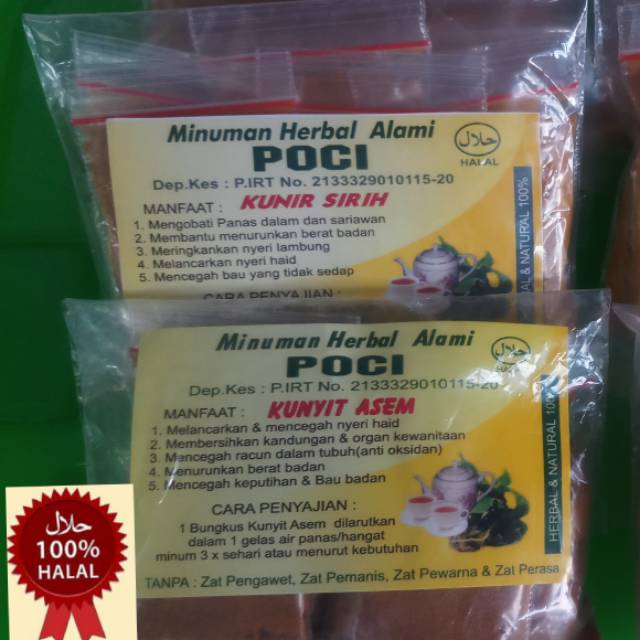 Minuman Herbal Alami
POCI
حلال
HALAL
Dep.Kes : P.IRT No. 2133329010115-20
MANFAAT : KUNIR SIRIH
1. Mengobati Panas dalam dan sariawan
2. Membantu menurunkan berat badan
3. Meringkankan nyeri lambung
4. Melancarkan nyeri haid
5. Mencegah bau yang tidak sedap
CARA PENYAJIAN :
& NATURAL 100%
Minuman Herbal Alami
POCI
حلال
Dep.Kes : P.IRT No. 2133329010115-20
MANFAAT : KUNYIT ASEM
1. Melancarkan & mencegah nyeri haid
2. Membersihkan kandungan & organ kewanitaan
3. Mencegah racun dalam tubuh(anti oksidan)
4. Menurunkan berat badan
5. Mencegah keputihan & Bau badan
CARA PENYAJIAN :
1 Bungkus Kunyit Asem dilarutkan
dalam 1 gelas air panas/hangat
minum 3 x sehari atau menurut kebutuhan
TANPA : Zat Pengawet, Zat Pemanis, Zat Pewarna & Zat Perasa
HERBAL & NATURAL
حلال
100%
HALAL